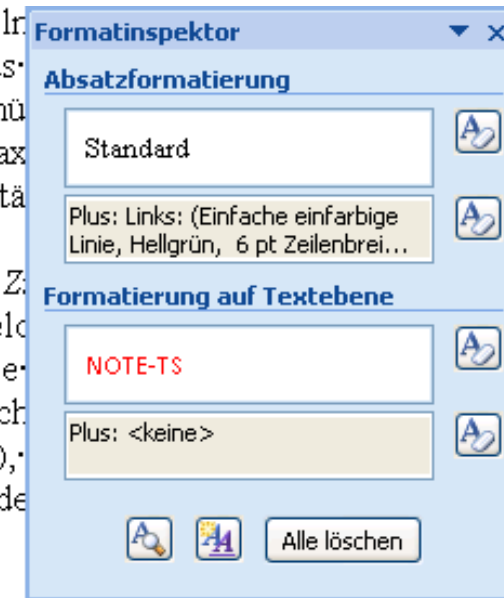 Formatinspektor
Absatzformatierung
Standard
Plus: Links: (Einfache einfarbige
Linie, Hellgrün, 6 pt Zeilenbrei...
Formatierung auf Textebene
NOTE-TS
Plus: <keine>
Alle löschen